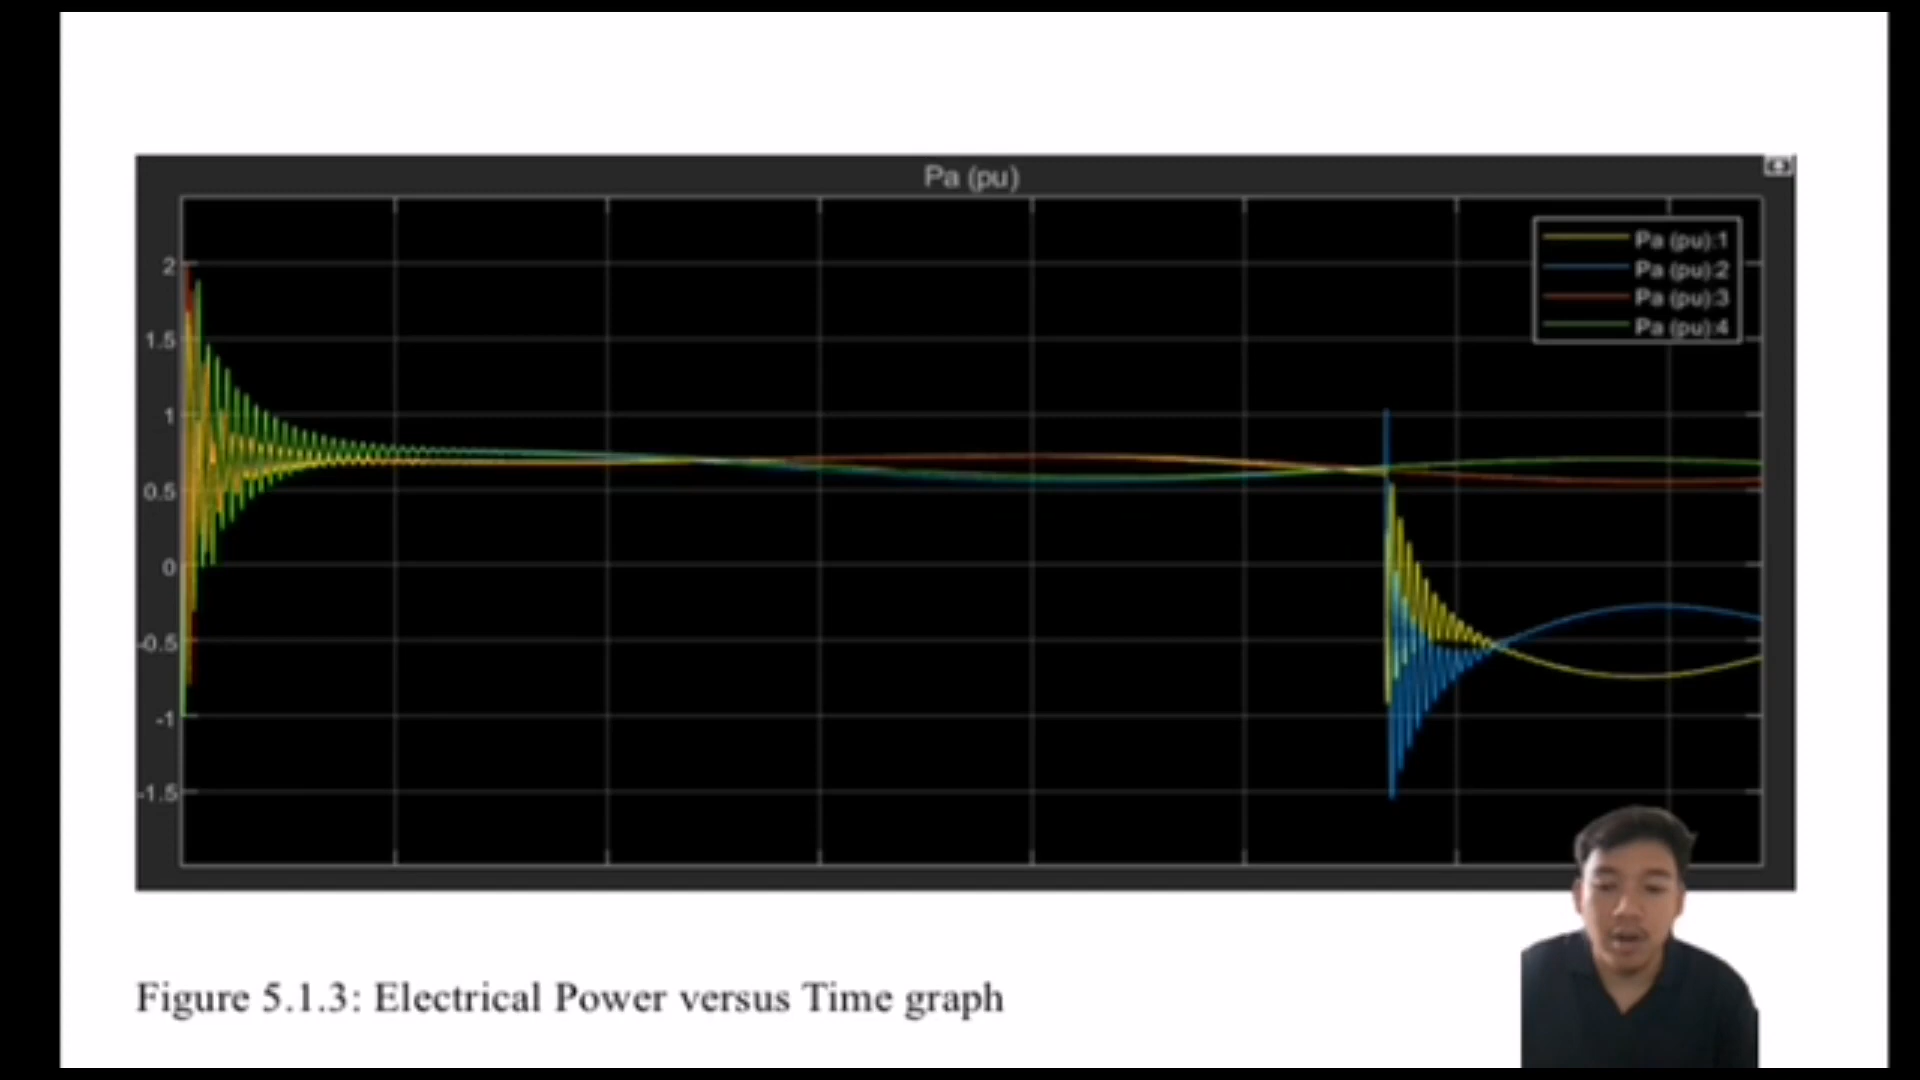 Pa (pu)
Pa (pu):1
Pa (pu):2
Pa (pu):3
Pa (pu):4
2
1.5
1
0.5
0
-0.5
-1
-1.5
Figure 5.1.3: Electrical Power versus Time graph